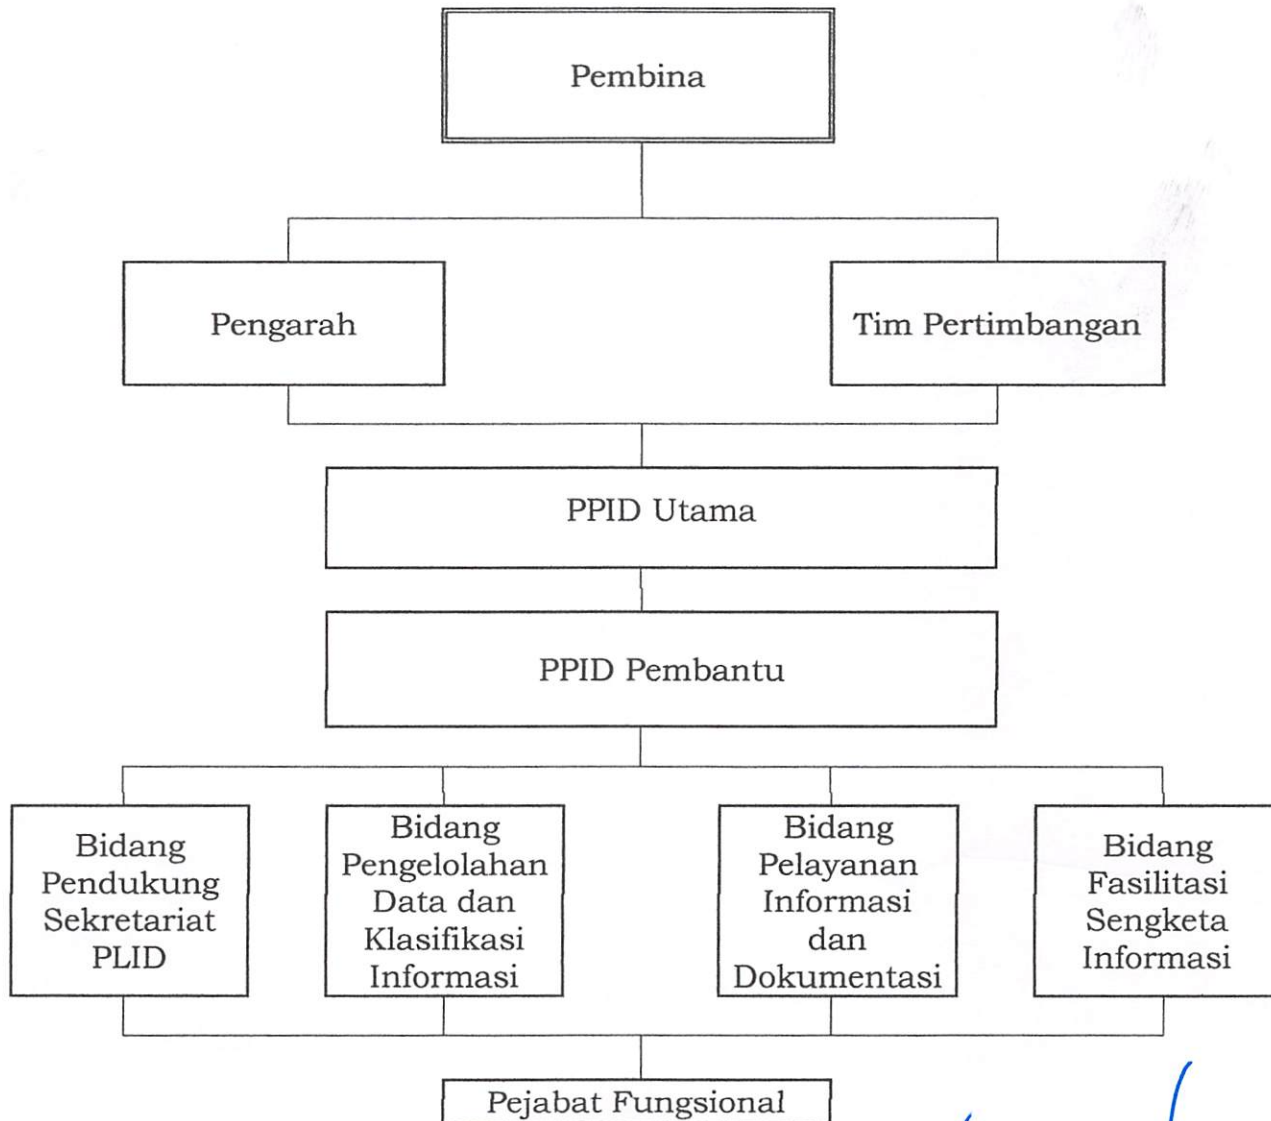 Pembina
Pengarah
Tim Pertimbangan
PPID Utama
PPID Pembantu
Bidang
Pendukung
Sekretariat
PLID
Bidang
Pengelolahan
Data dan
Klasifikasi
Informasi
Bidang
Pelayanan
Informasi
dan
Dokumentasi
Bidang
Fasilitasi
Sengketa
Informasi
Pejabat Fungsional